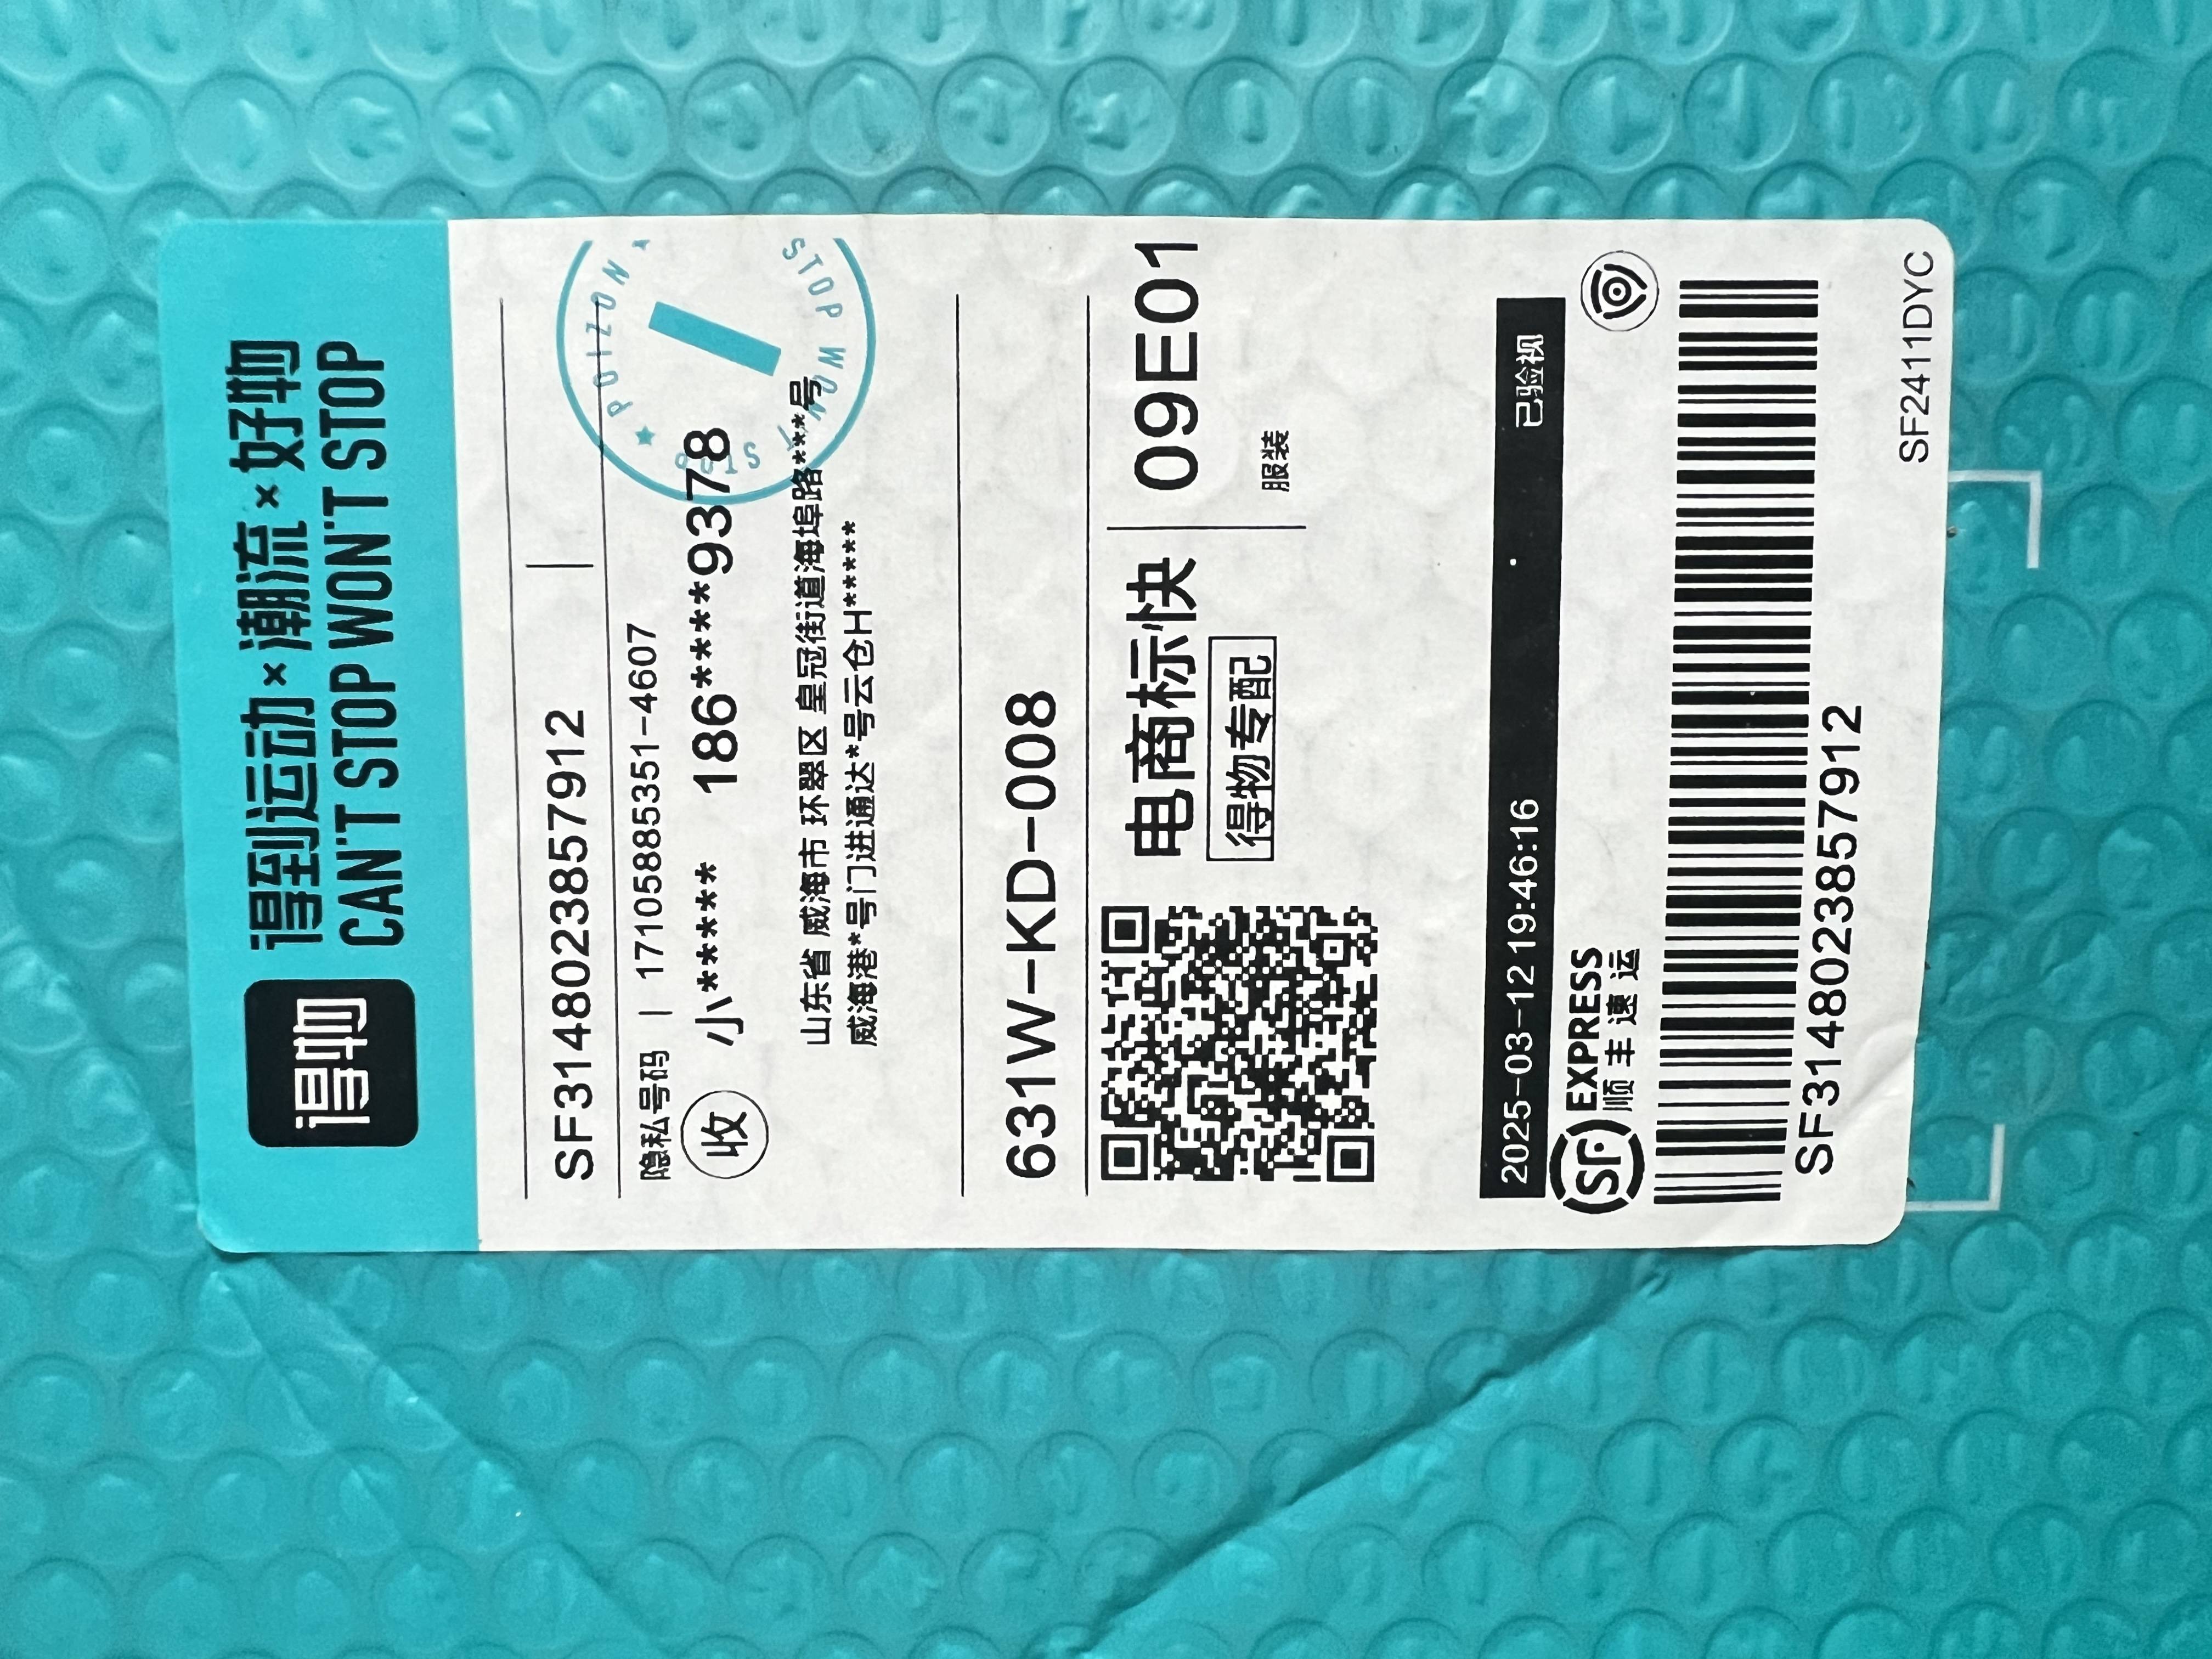 得物
得到运动×潮流×好物
CAN'T STOP WON'T STOP
SF3148023857912
POIZON
STOP WON'T STOP
隐私号码 | 17105885351-4607
收 小***** 186****9378
山东省 威海市 环翠区 皇冠街道海埠路***号
威海港*号门进通达*号云仓H*****
631W-KD-008
电商标快
得物专配
09E01
服装
2025-03-12 19:46:16 已验视
SF EXPRESS
顺丰速运
SF3148023857912
SF2411DYC